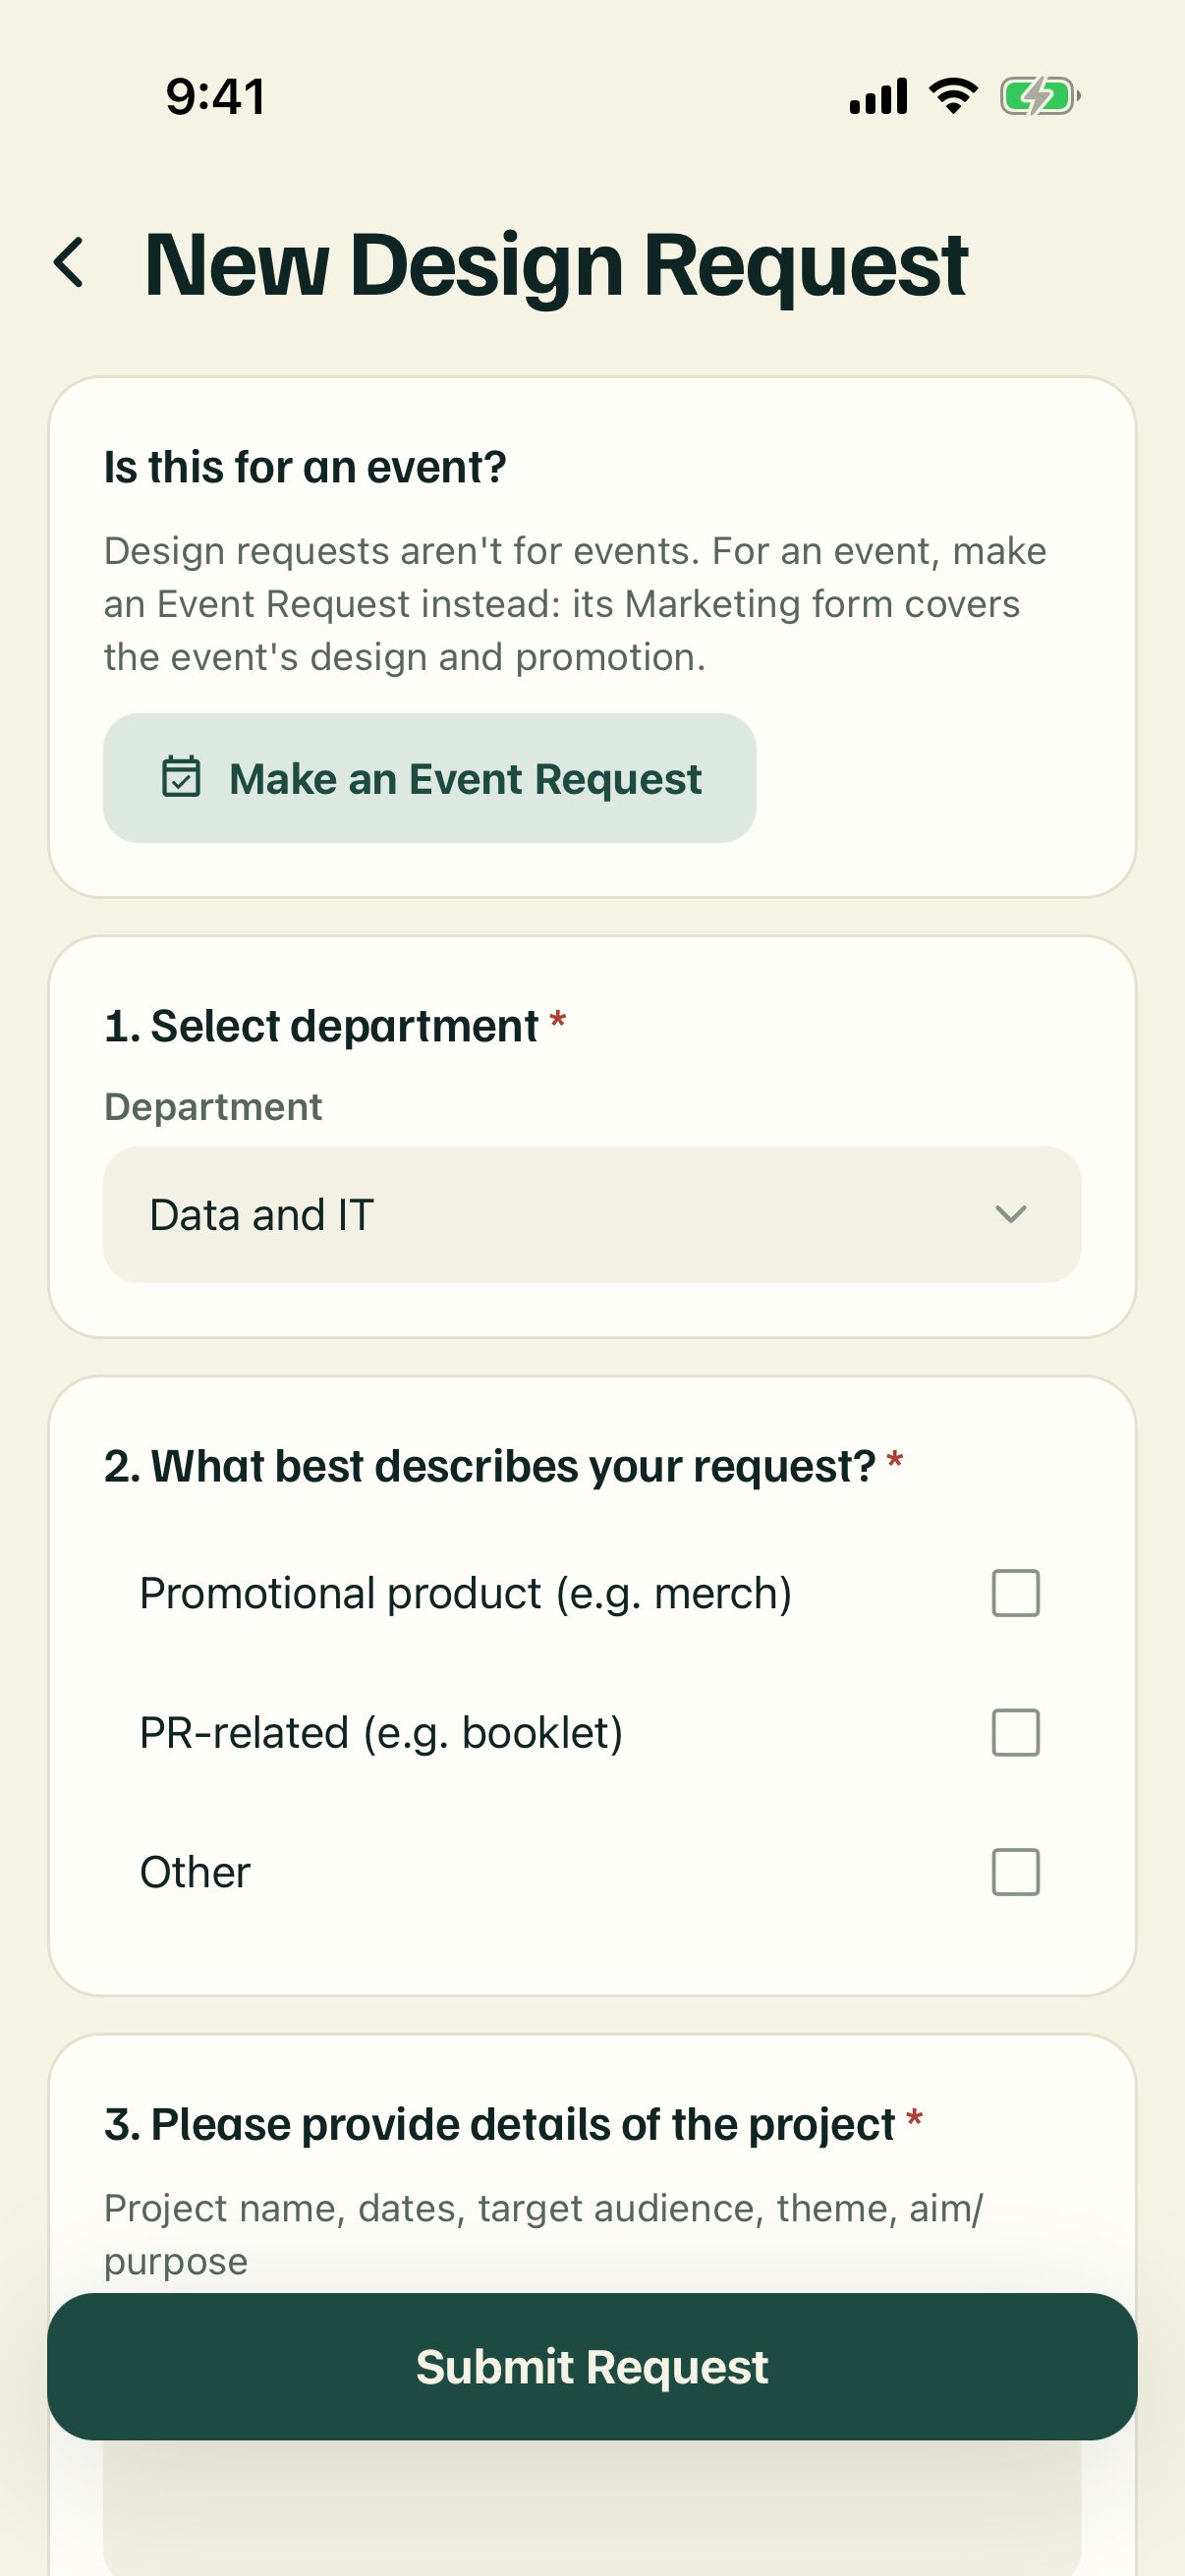 9:41
New Design Request
Is this for an event?
Design requests aren't for events. For an event, make
an Event Request instead: its Marketing form covers
the event's design and promotion.
Make an Event Request
1. Select department *
Department
Data and IT
2. What best describes your request? *
Promotional product (e.g. merch)
PR-related (e.g. booklet)
Other
3. Please provide details of the project *
Project name, dates, target audience, theme, aim/
purpose
Submit Request